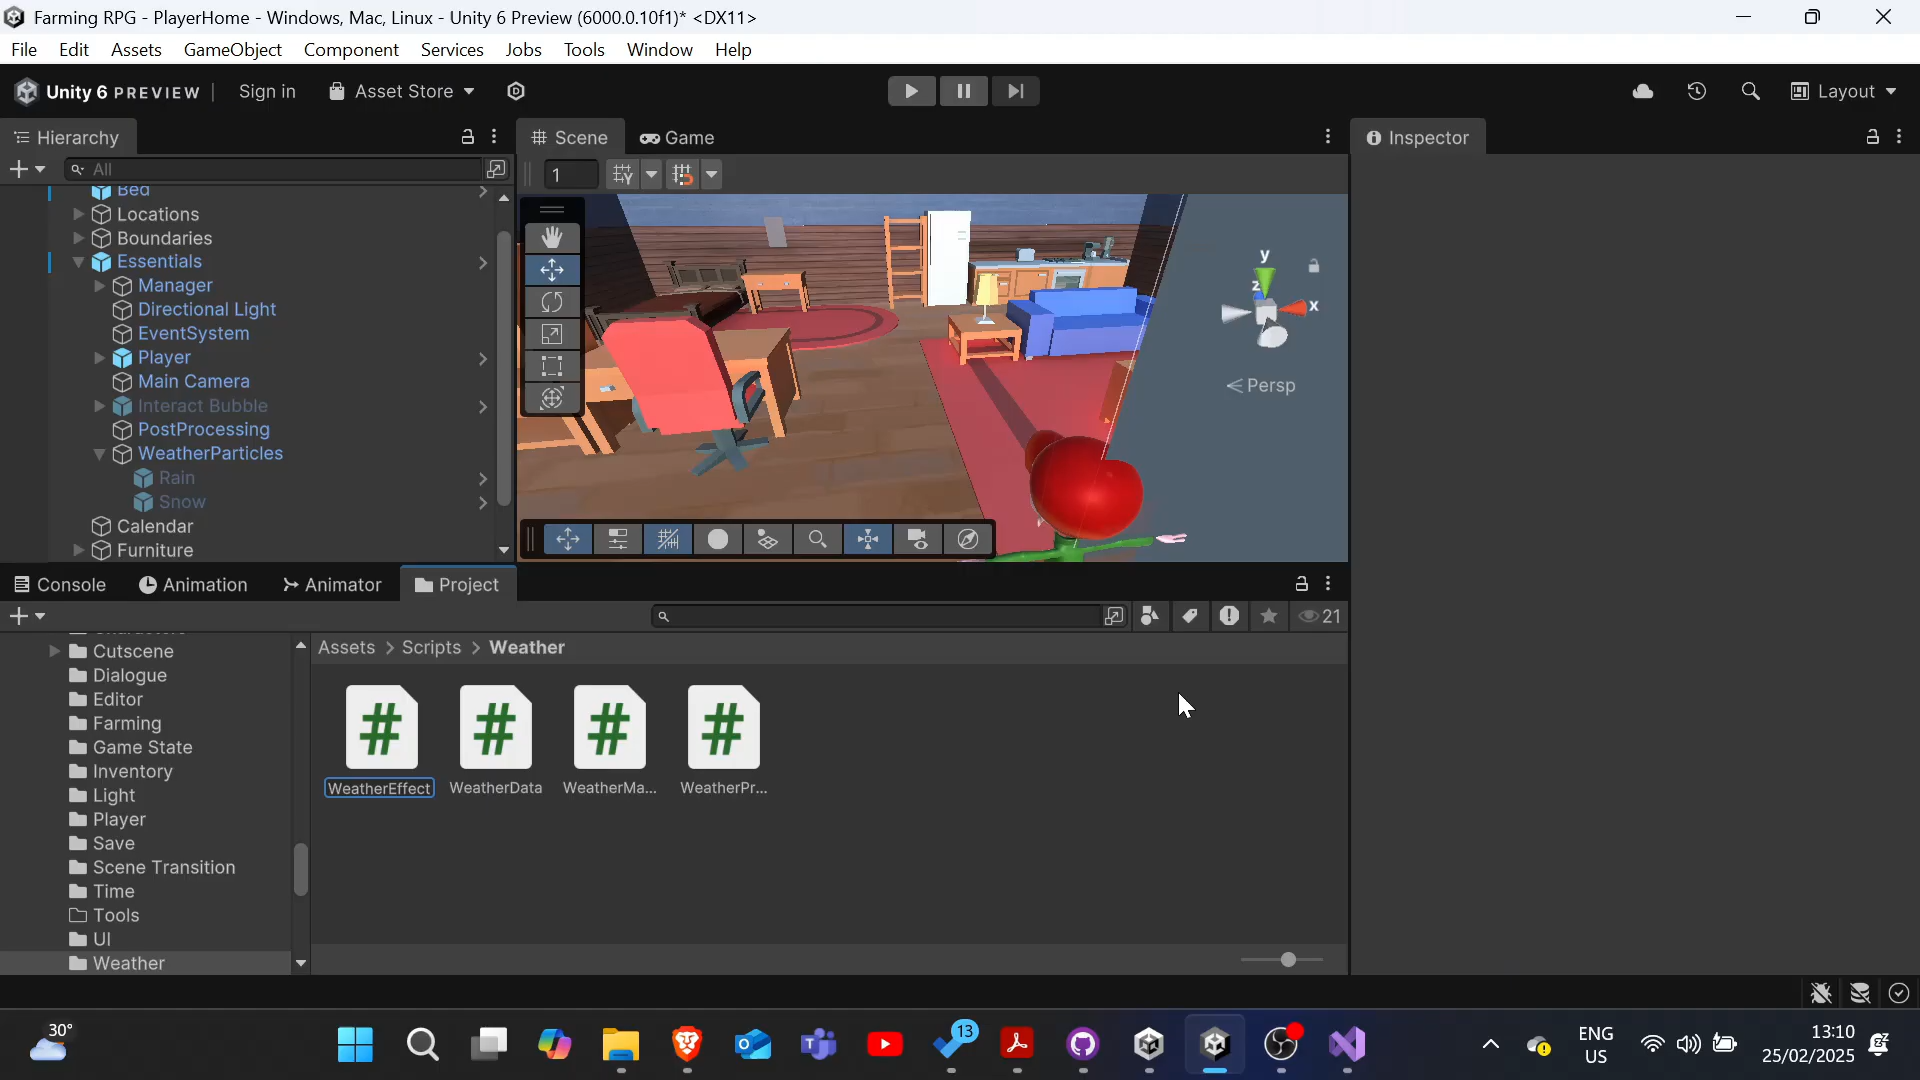 Farming RPG - PlayerHome - Windows, Mac, Linux - Unity 6 Preview (6000.0.10f1)* <DX11>
File Edit Assets GameObject Component Services Jobs Tools Window Help
Unity 6 PREVIEW Sign in Asset Store Layout
Hierarchy
Scene Game
Inspector
All
1
Bed
Locations
Boundaries
Essentials
Manager
Directional Light
EventSystem
Player
Main Camera
Interact Bubble
PostProcessing
WeatherParticles
Rain
Snow
Calendar
Furniture
y
z
x
Persp
Console Animation Animator Project
21
Cutscene
Dialogue
Editor
Farming
Game State
Inventory
Light
Player
Save
Scene Transition
Time
Tools
UI
Weather
Assets > Scripts > Weather
# # # #
WeatherEffect WeatherData WeatherMa... WeatherPr...
30°
13
ENG
US
13:10
25/02/2025